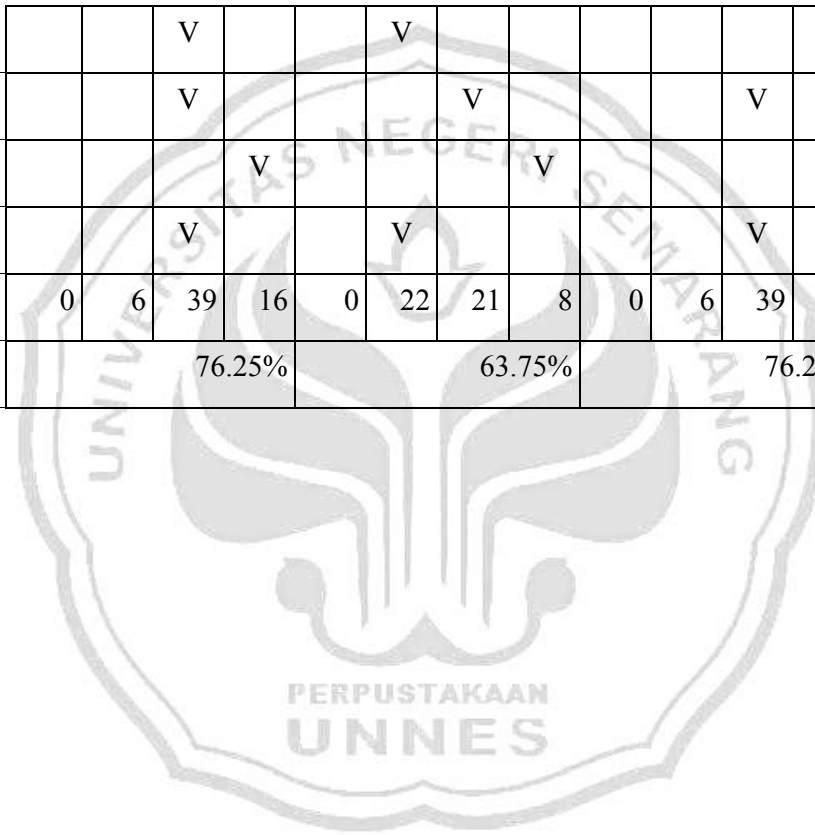 V V
V V V
V V
V V V
0 6 39 16 0 22 21 8 0 6 39
76.25% 63.75% 76.2
UNIVERSITAS NEGERI SEMARANG
PERPUSTAKAAN
UNNES